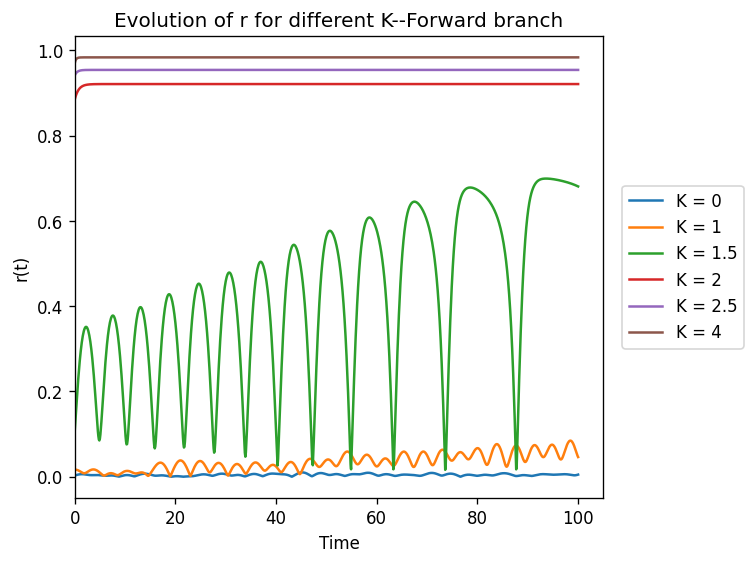 Evolution of r for different K--Forward branch
1.0
0.8
0.6
0.4
0.2
0.0
r(t)
0 20 40 60 80 100
Time
K = 0
K = 1
K = 1.5
K = 2
K = 2.5
K = 4